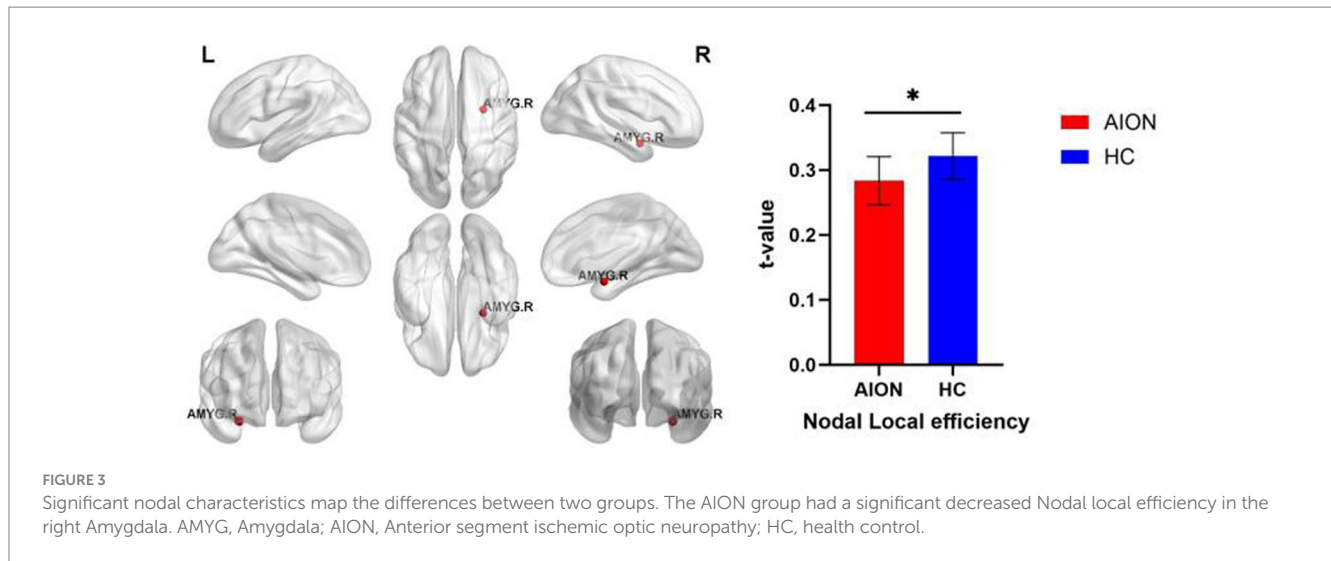 L
R
AMYG.R
AMYG.R
AMYG.R
AMYG.R
AMYG.R
AMYG.R
*
0.4
0.3
0.2
0.1
0.0
t-value
AION
HC
Nodal Local efficiency
AION
HC
FIGURE 3
Significant nodal characteristics map the differences between two groups. The AION group had a significant decreased Nodal local efficiency in the
right Amygdala. AMYG, Amygdala; AION, Anterior segment ischemic optic neuropathy; HC, health control.